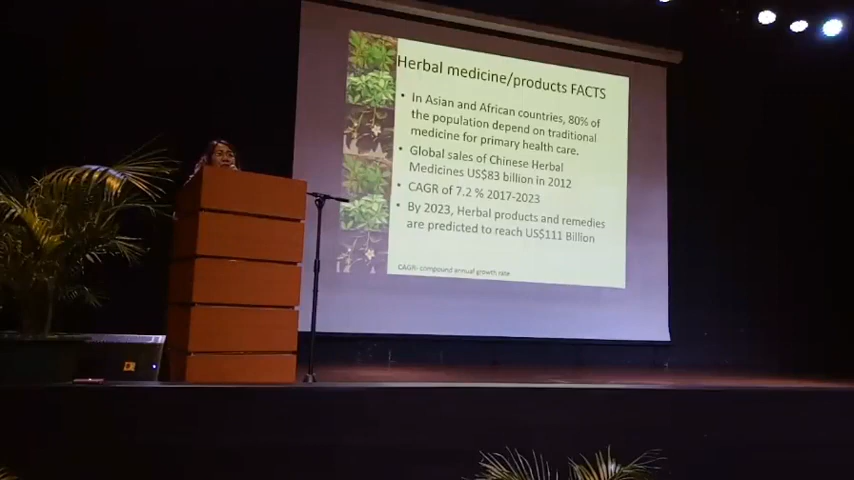 Herbal medicine/products FACTS
• In Asian and African countries, 80% of
the population depend on traditional
medicine for primary health care.
• Global sales of Chinese Herbal
Medicines US$83 billion in 2012
• CAGR of 7.2 % 2017-2023
• By 2023, Herbal products and remedies
are predicted to reach US$111 billion
CAGR- compound annual growth rate